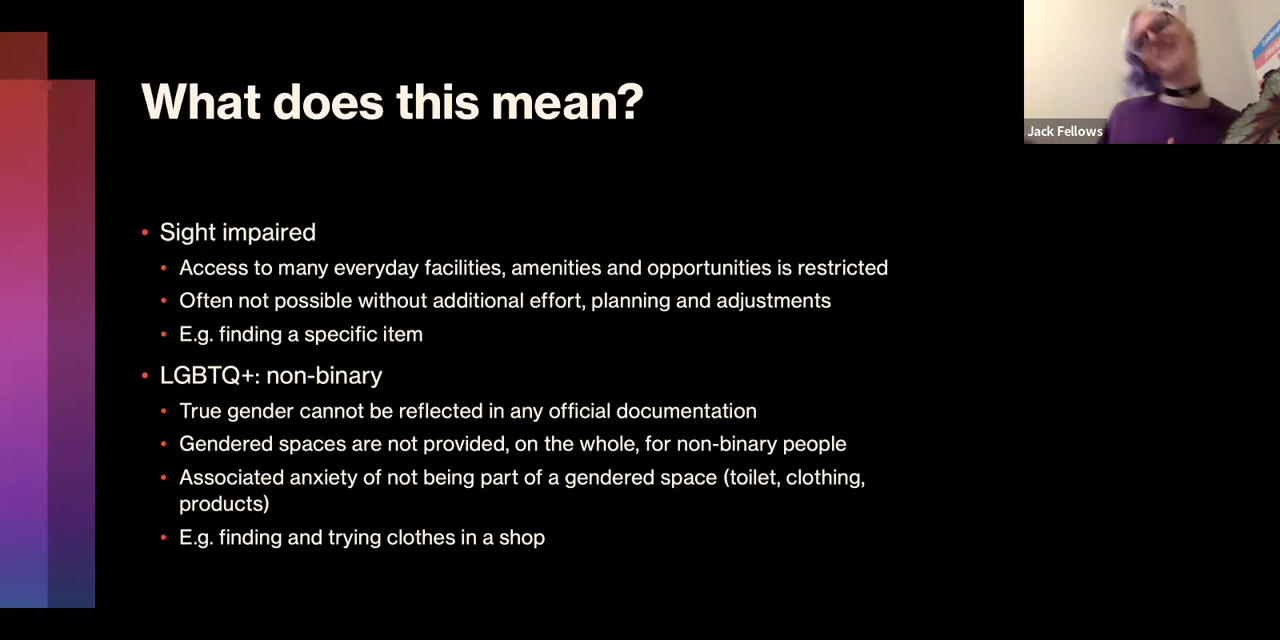 What does this mean?
• Sight impaired
• Access to many everyday facilities, amenities and opportunities is restricted
• Often not possible without additional effort, planning and adjustments
• E.g. finding a specific item
• LGBTQ+: non-binary
• True gender cannot be reflected in any official documentation
• Gendered spaces are not provided, on the whole, for non-binary people
• Associated anxiety of not being part of a gendered space (toilet, clothing,
products)
• E.g. finding and trying clothes in a shop
Jack Fellows